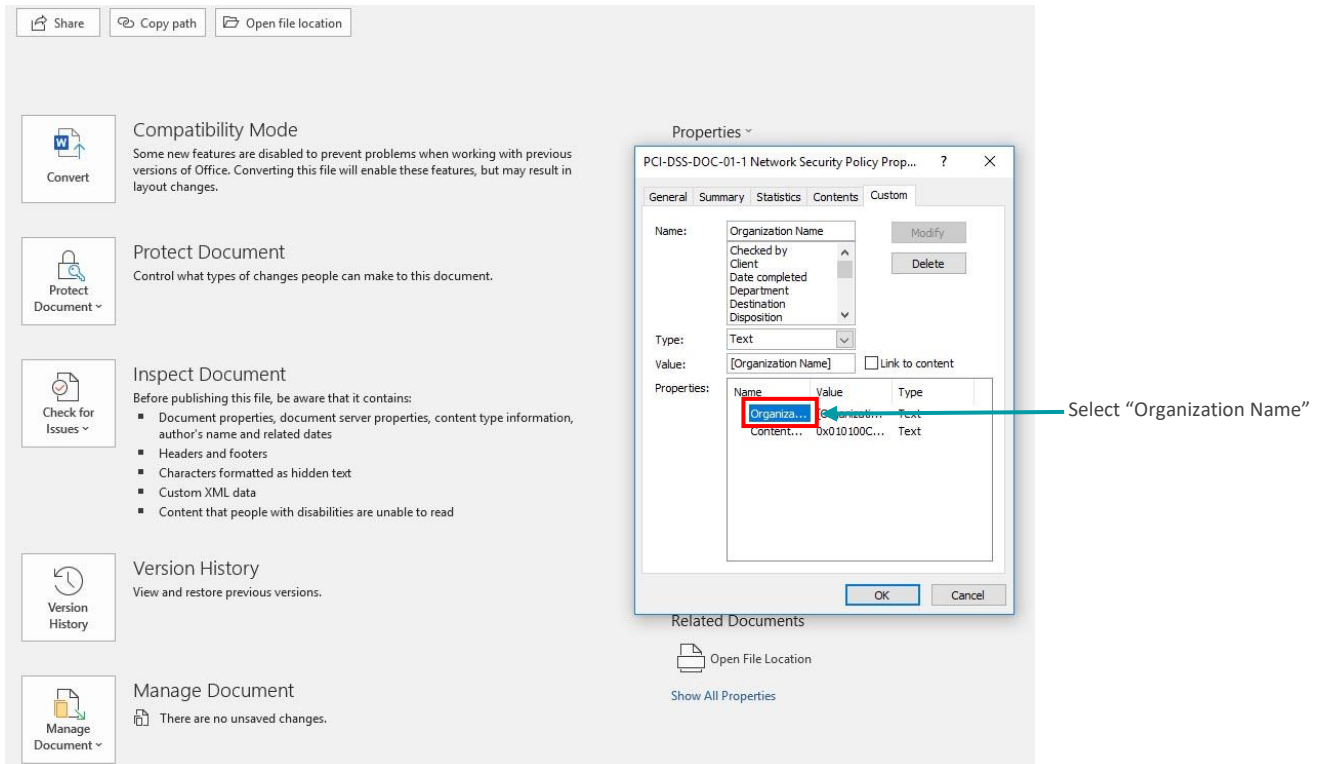 Share
Copy path
Open file location
Convert
Compatibility Mode
Some new features are disabled to prevent problems when working with previous
versions of Office. Converting this file will enable these features, but may result in
layout changes.
Protect
Document
Protect Document
Control what types of changes people can make to this document.
Check for
Issues
Inspect Document
Before publishing this file, be aware that it contains:
Document properties, document server properties, content type information,
author's name and related dates
Headers and footers
Characters formatted as hidden text
Custom XML data
Content that people with disabilities are unable to read
Version
History
Version History
View and restore previous versions.
Manage
Document
Manage Document
There are no unsaved changes.
Properties
PCI-DSS-DOC-01-1 Network Security Policy Prop... ? X
General Summary Statistics Contents Custom
Name: Organization Name Modify
Checked by
Client Delete
Date completed
Department
Destination
Disposition
Type: Text
Value: [Organization Name] Link to content
Properties: Name Value Type
Organiza... Text
Content... 0x010100C... Text
OK Cancel
Select “Organization Name”
Related Documents
Open File Location
Show All Properties